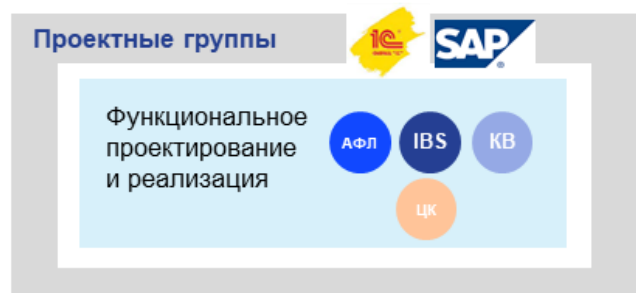 Проектные группы
1С
SAP
Функциональное
проектирование
и реализация
АФЛ
IBS
КВ
ЦК